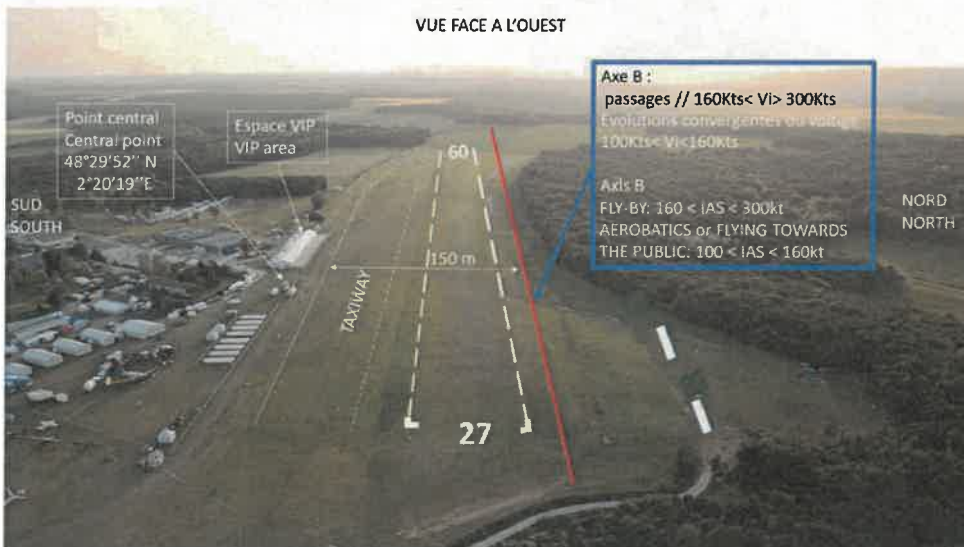 VUE FACE A L'OUEST
Axe B :
passages // 160Kts< Vi> 300Kts
Evolutions convergentes ou voltige
100Kts< Vi<160Kts
Axis B
FLY-BY: 160 < IAS < 300kt
AEROBATICS or FLYING TOWARDS
THE PUBLIC: 100 < IAS < 160kt
Point central
Central point
48°29'52'' N
2°20'19''E
Espace VIP
VIP area
SUD
SOUTH
NORD
NORTH
60
150 m
TAXIWAY
27